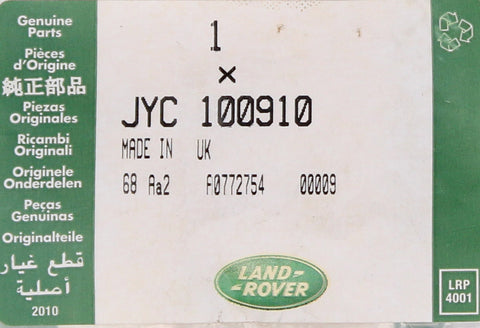 Genuine
Parts
Pièces
d'Origine
純正部品
Piezas
Originales
Ricambi
Originali
Originele
Onderdelen
Peças
Genuinas
Originalteile
قطع غيار
أصلية
2010
1
×
JYC 100910
MADE IN UK
68 Aa2 F0772754 00009
LAND-
-ROVER
LRP
4001